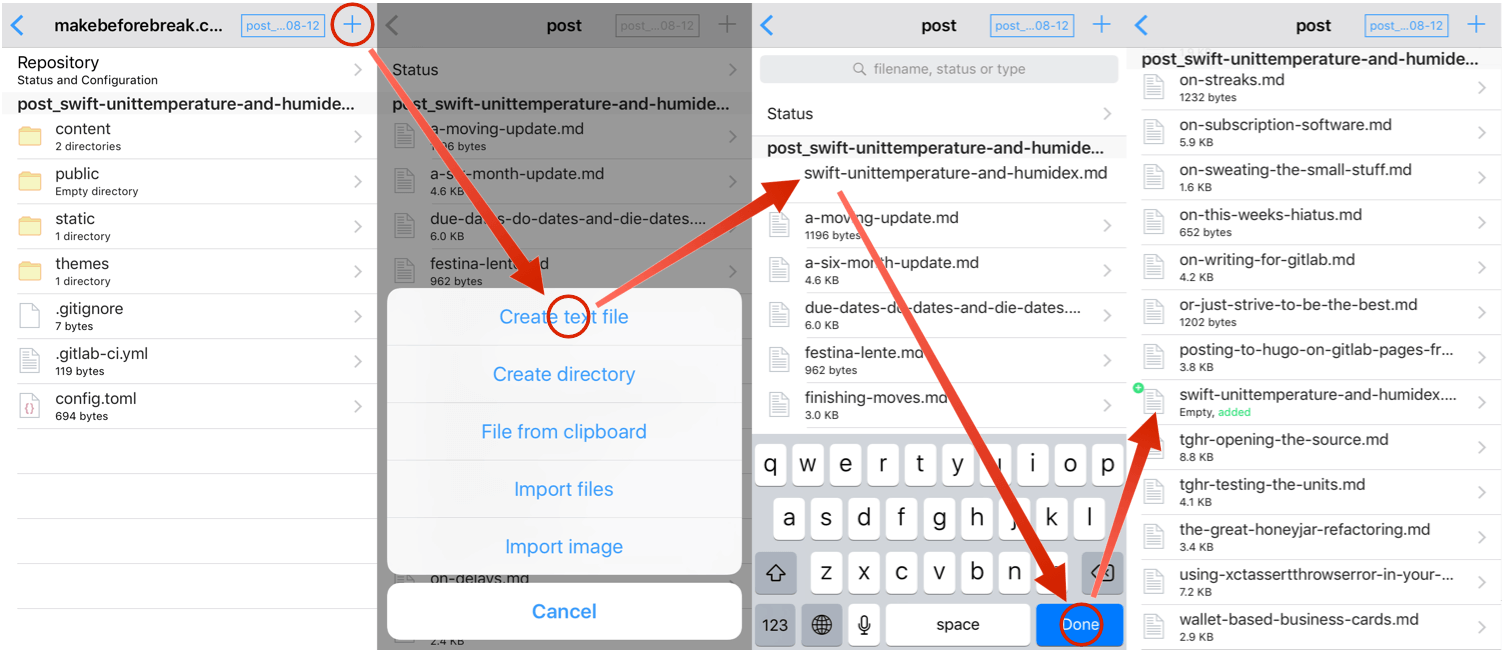 makebeforebreak.c...
post_...08-12
Repository
Status and Configuration
post_swift-unittemperature-and-humide...
content
2 directories
public
Empty directory
static
1 directory
themes
1 directory
.gitignore
7 bytes
.gitlab-ci.yml
119 bytes
config.toml
694 bytes
post
post_...08-12
Status
post_swift-unittemperature-and-humide...
a-moving-update.md
1196 bytes
a-six-month-update.md
4.6 KB
due-dates-do-dates-and-die-dates....
6.0 KB
festina-lente.md
962 bytes
Create text file
Create directory
File from clipboard
Import files
Import image
on-delays.md
Cancel
2.4 KB
post
post_...08-12
filename, status or type
Status
post_swift-unittemperature-and-humide...
swift-unittemperature-and-humidex.md
a-moving-update.md
1196 bytes
a-six-month-update.md
4.6 KB
due-dates-do-dates-and-die-dates....
6.0 KB
festina-lente.md
962 bytes
finishing-moves.md
3.0 KB
q w e r t y u i o p
a s d f g h j k l
z x c v b n
123 space Done
post
post_...08-12
post_swift-unittemperature-and-humide...
on-streaks.md
1232 bytes
on-subscription-software.md
5.9 KB
on-sweating-the-small-stuff.md
1.6 KB
on-this-weeks-hiatus.md
652 bytes
on-writing-for-gitlab.md
4.2 KB
or-just-strive-to-be-the-best.md
1202 bytes
posting-to-hugo-on-gitlab-pages-fr...
3.8 KB
swift-unittemperature-and-humidex....
Empty, added
tghr-opening-the-source.md
8.8 KB
tghr-testing-the-units.md
4.1 KB
the-great-honeyjar-refactoring.md
3.4 KB
using-xctassertthrowserror-in-your-...
7.2 KB
wallet-based-business-cards.md
2.9 KB